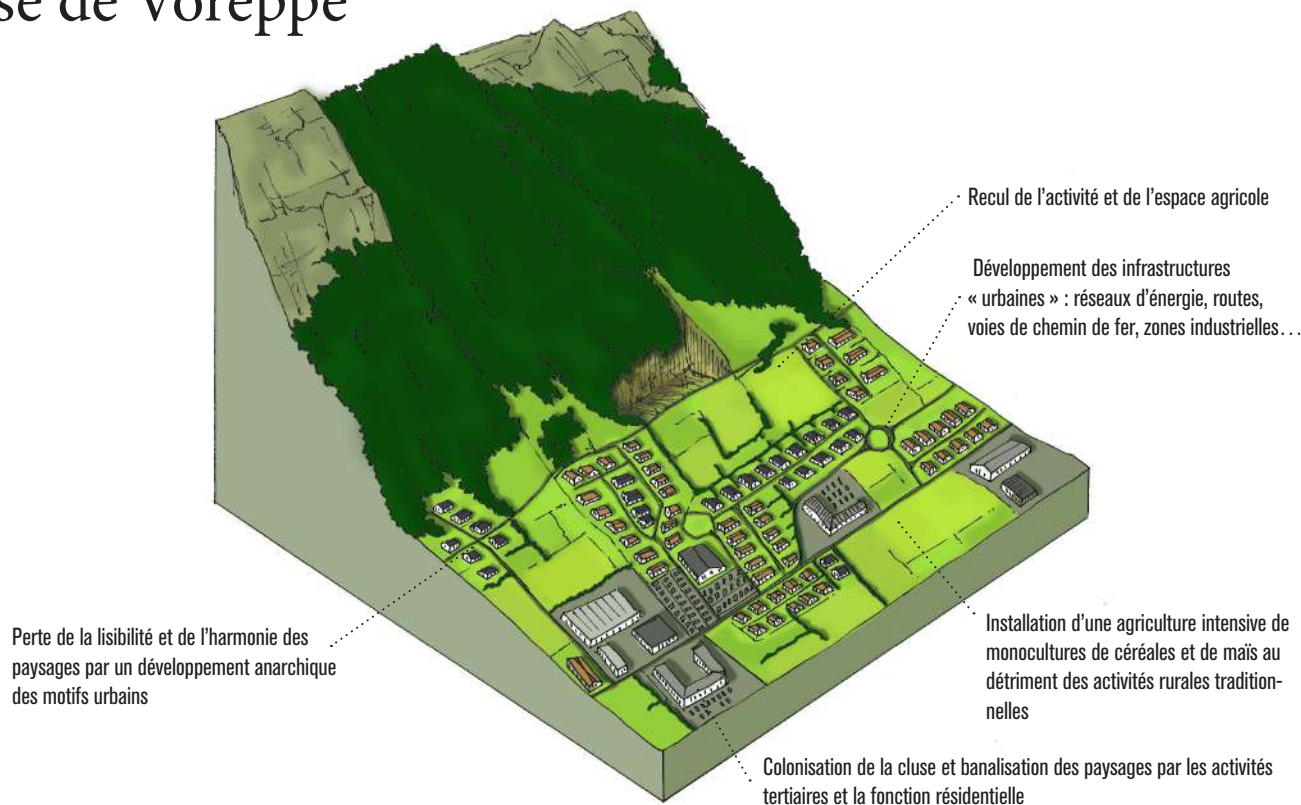 se de Voreppe
Recul de l’activité et de l’espace agricole
Développement des infrastructures
« urbaines » : réseaux d’énergie, routes,
voies de chemin de fer, zones industrielles…
Perte de la lisibilité et de l’harmonie des
paysages par un développement anarchique
des motifs urbains
Installation d’une agriculture intensive de
monocultures de céréales et de maïs au
détriment des activités rurales tradition-
nelles
Colonisation de la cluse et banalisation des paysages par les activités
tertiaires et la fonction résidentielle